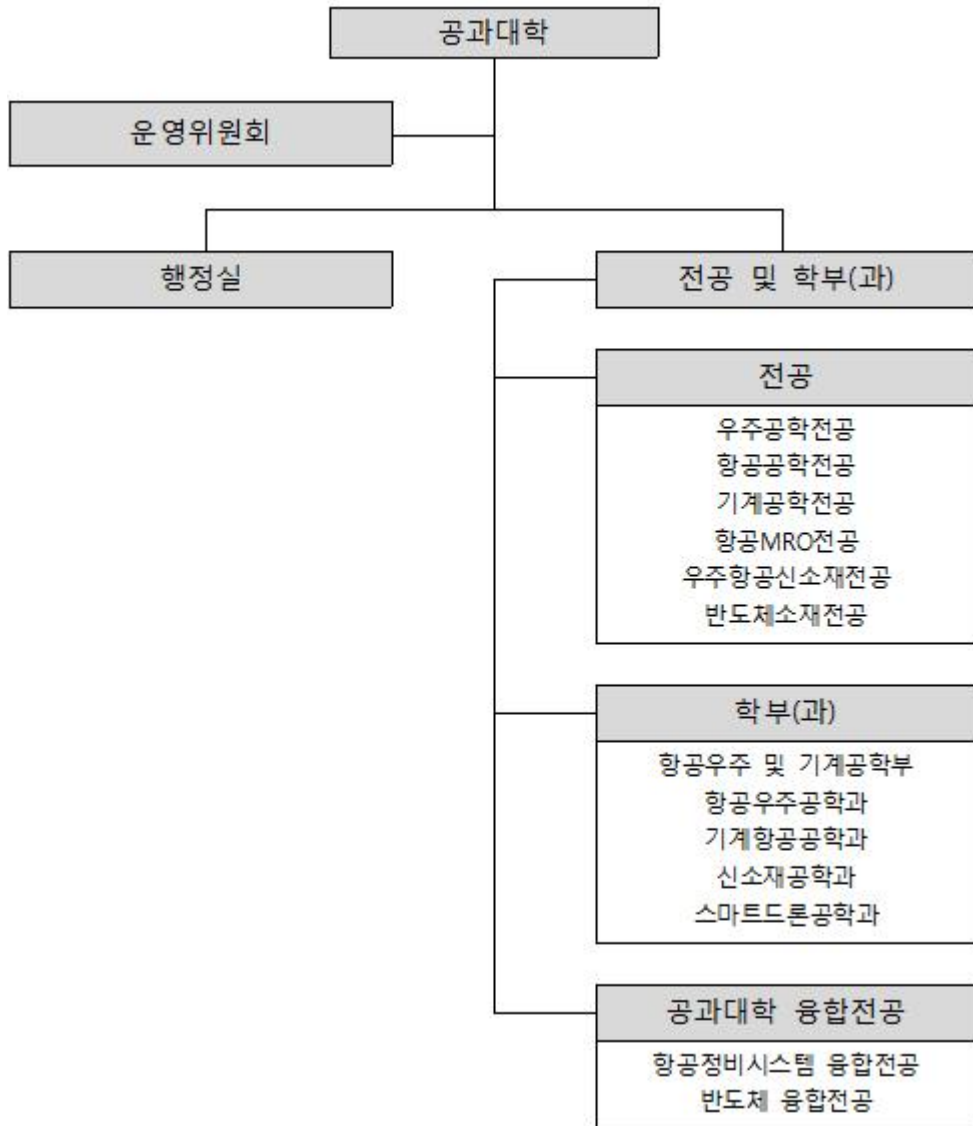 공과대학
운영위원회
행정실
전공 및 학부(과)
전공
우주공학전공
항공공학전공
기계공학전공
항공MRO전공
우주항공신소재전공
반도체소재전공
학부(과)
항공우주 및 기계공학부
항공우주공학과
기계항공공학과
신소재공학과
스마트드론공학과
공과대학 융합전공
항공정비시스템 융합전공
반도체 융합전공